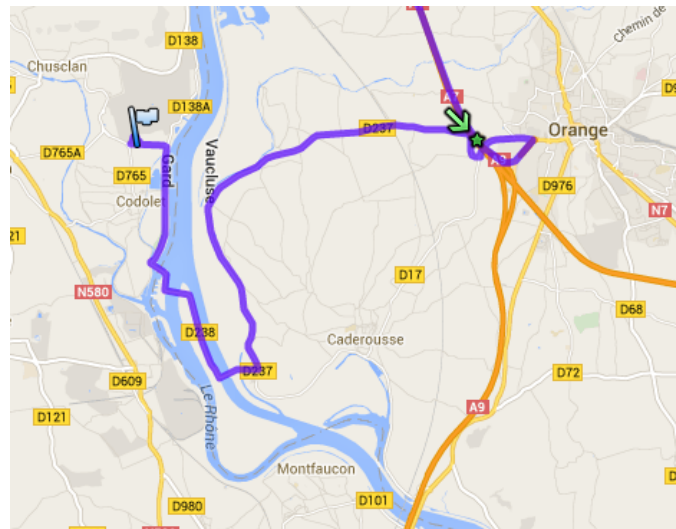 D138
Chusclan
Chemin de
D138A
A7
D237
Orange
D765A
D765
Gard
Vaucluse
Codolet
D976
N7
N580
D17
D238
Caderousse
D68
D609
D237
D72
Le Rhône
A9
D121
Montfaucon
D980
D101